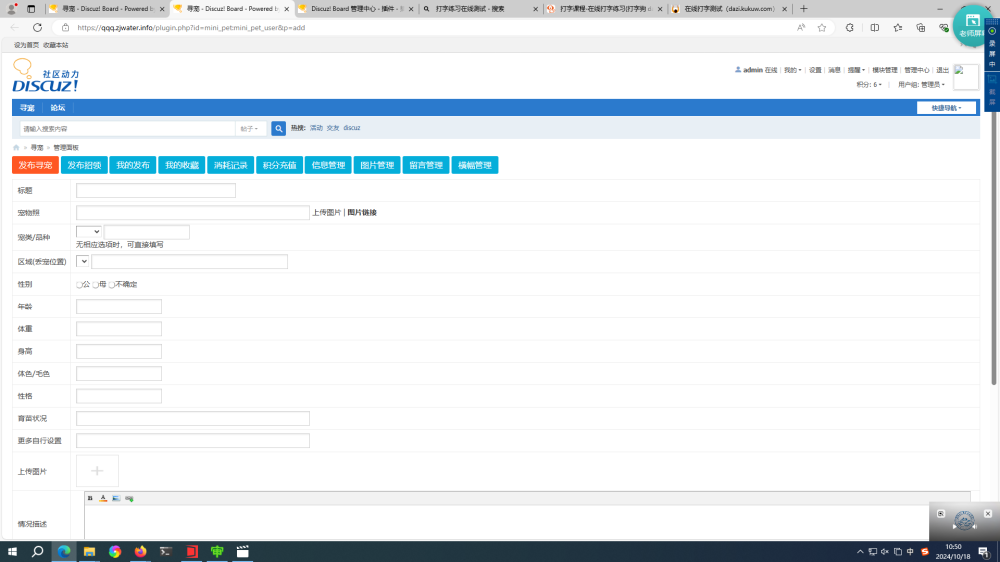 寻宠 - Discuz! Board - Powered b
寻宠 - Discuz! Board - Powered b
Discuz! Board 管理中心 - 插件 -
打字练习在线测试 - 搜索
打字课程-在线打字练习|打字狗
在线打字测试（dazi.kukuw.com）
https://qqq.zjwater.info/plugin.php?id=mini_pet:mini_pet_user&p=add
老师屏幕
录屏中
截屏
设为首页 收藏本站
社区动力
DISCUZ!
admin 在线 | 我的 | 设置 | 消息 | 提醒 | 模块管理 | 管理中心 | 退出
积分: 6 | 用户组: 管理员
寻宠 论坛
快捷导航
请输入搜索内容
帖子
热搜: 活动 交友 discuz
寻宠 管理面板
发布寻宠 发布招领 我的发布 我的收藏 消耗记录 积分充值 信息管理 图片管理 留言管理 横幅管理
标题
宠物照
上传图片 | 图片链接
宠类/品种
无相应选项时，可直接填写
区域(丢宠位置)
性别
公 母 不确定
年龄
体重
身高
体色/毛色
性格
育苗状况
更多自行设置
上传图片
B A
情况描述
中
10:50
2024/10/18